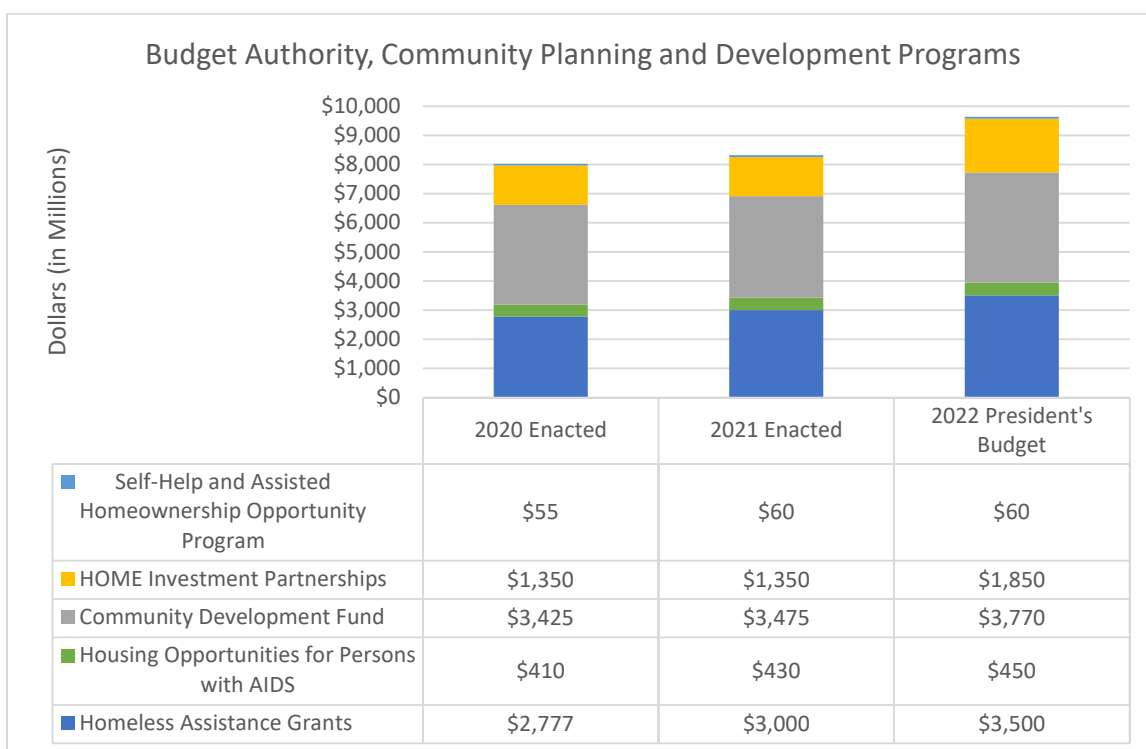 Budget Authority, Community Planning and Development Programs
Dollars (in Millions)
$10,000
$9,000
$8,000
$7,000
$6,000
$5,000
$4,000
$3,000
$2,000
$1,000
$0
2020 Enacted 2021 Enacted 2022 President's
Budget
Self-Help and Assisted
Homeownership Opportunity
Program
$55 $60 $60
HOME Investment Partnerships $1,350 $1,350 $1,850
Community Development Fund $3,425 $3,475 $3,770
Housing Opportunities for Persons
with AIDS
$410 $430 $450
Homeless Assistance Grants $2,777 $3,000 $3,500